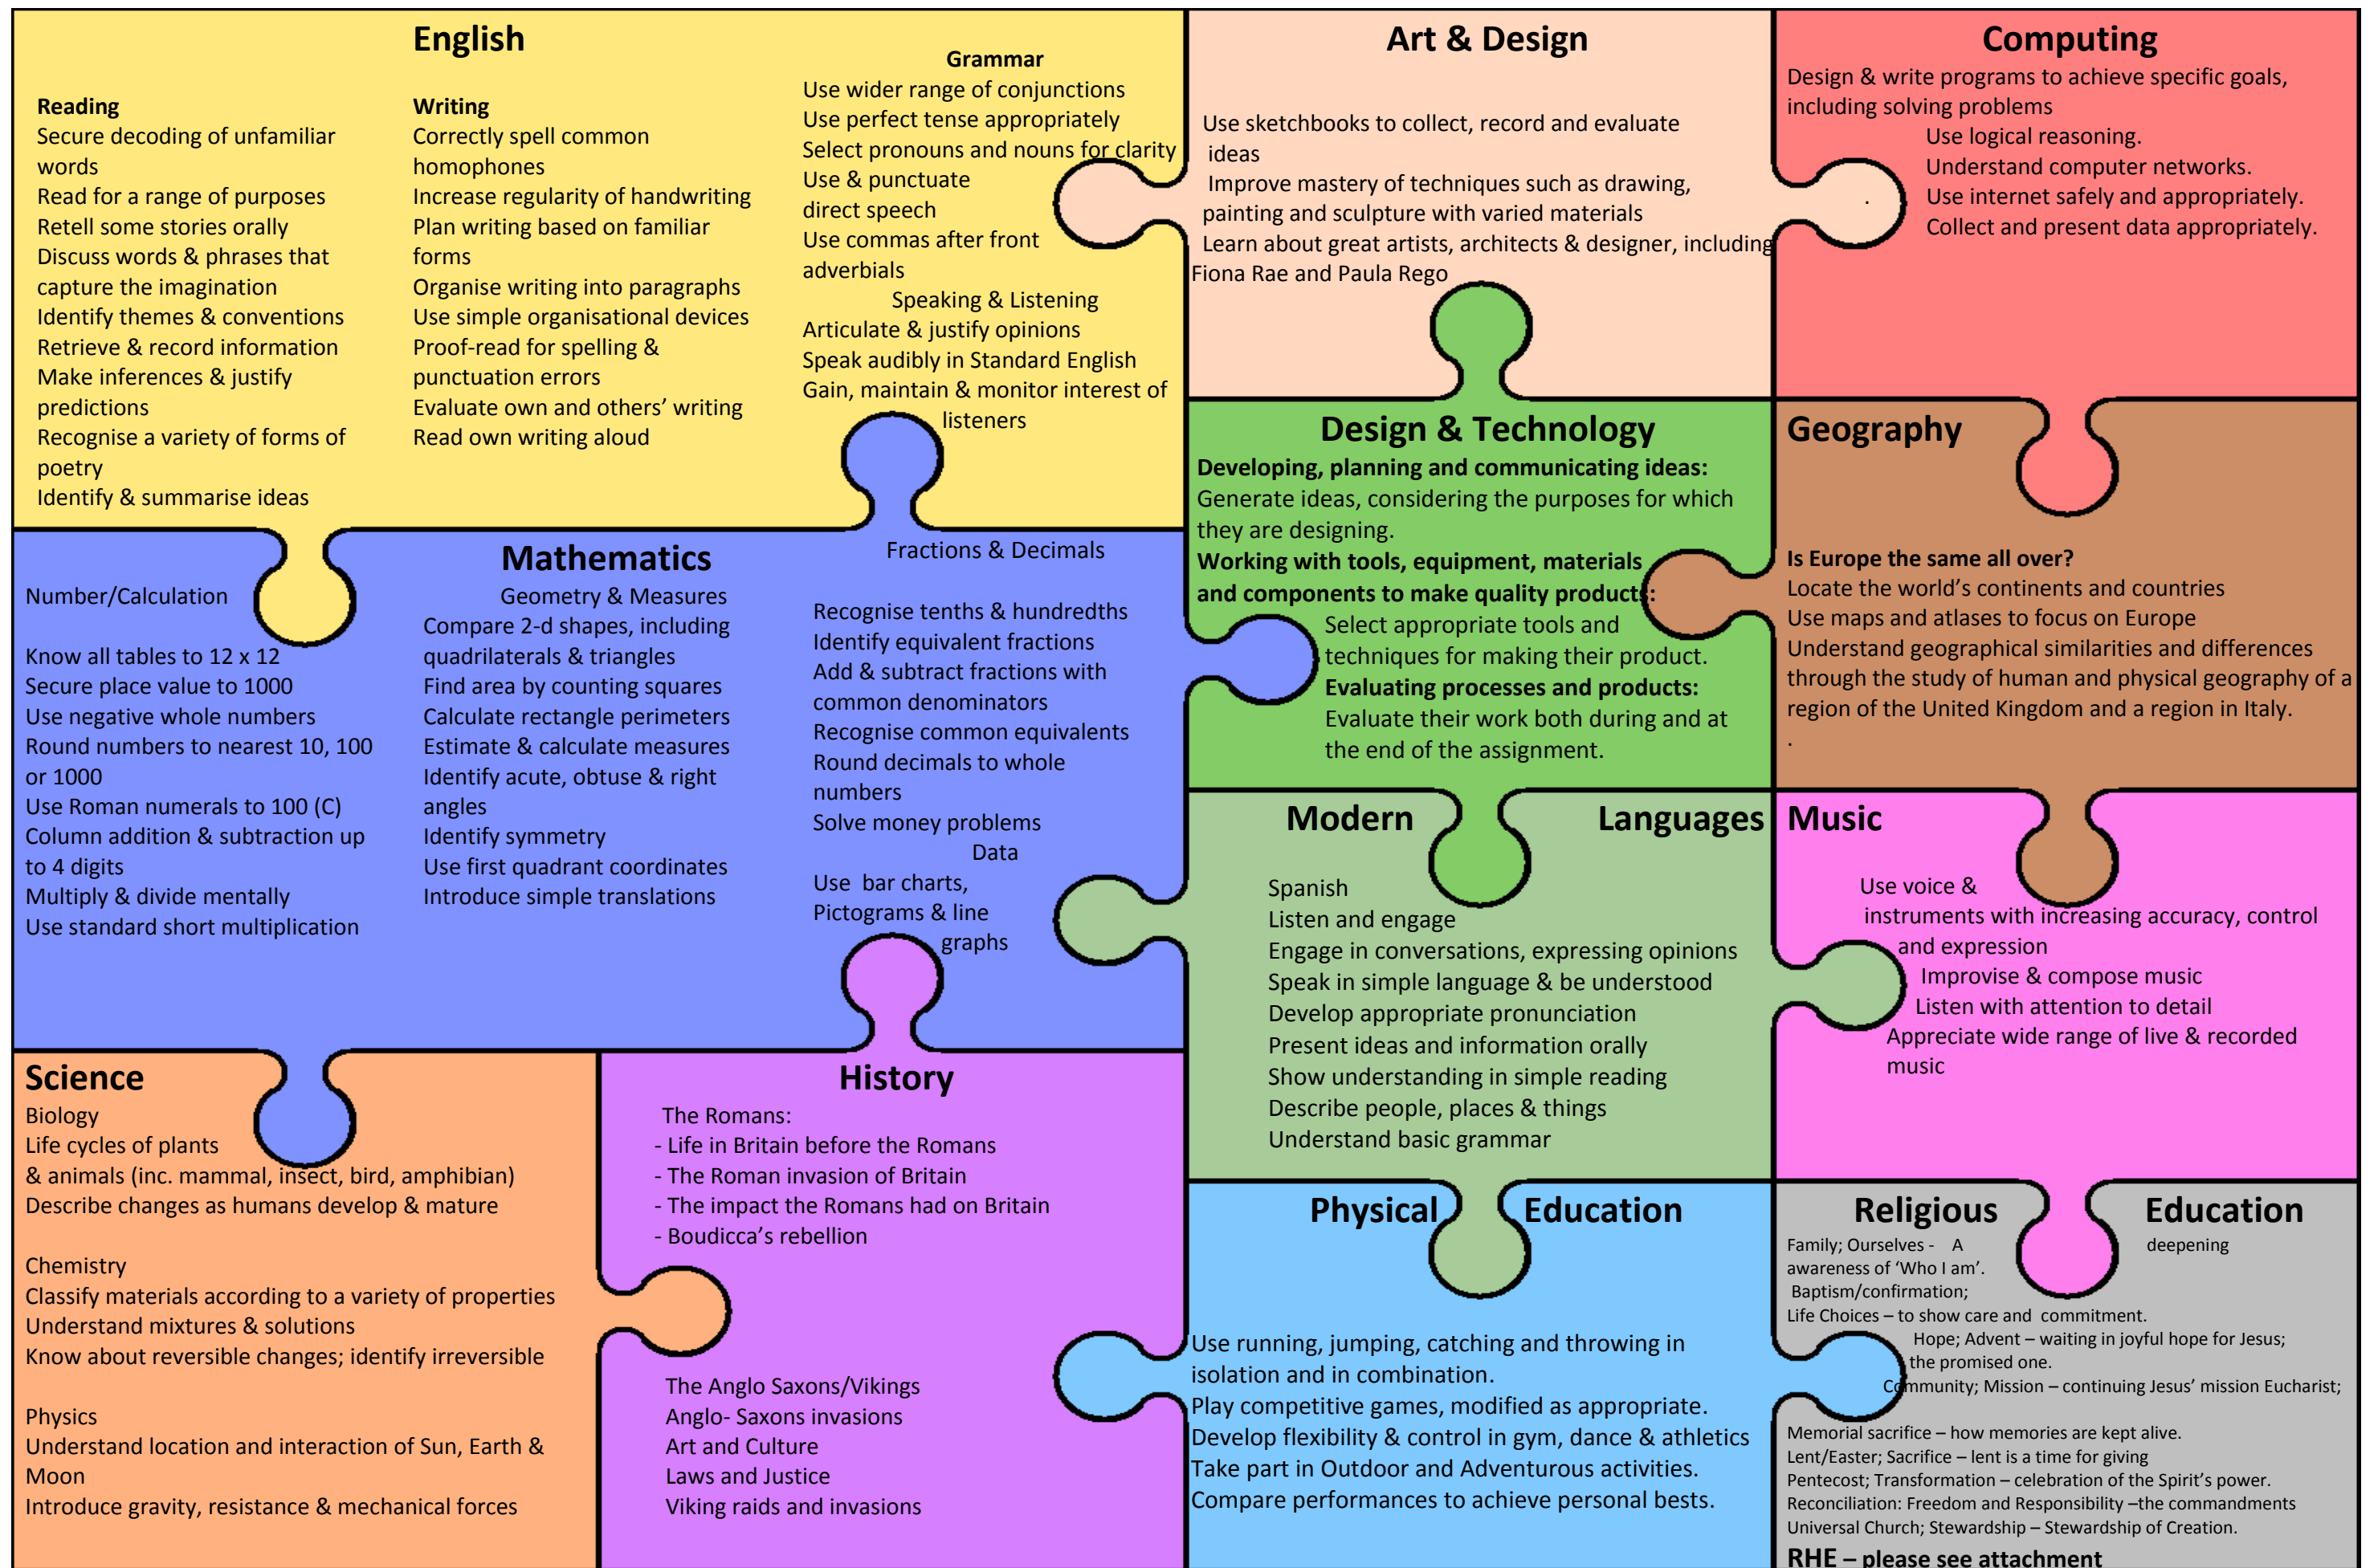 English
Reading
Secure decoding of unfamiliar
words
Read for a range of purposes
Retell some stories orally
Discuss words & phrases that
capture the imagination
Identify themes & conventions
Retrieve & record information
Make inferences & justify
predictions
Recognise a variety of forms of
poetry
Identify & summarise ideas
Writing
Correctly spell common
homophones
Increase regularity of handwriting
Plan writing based on familiar
forms
Organise writing into paragraphs
Use simple organisational devices
Proof-read for spelling &
punctuation errors
Evaluate own and others’ writing
Read own writing aloud
Grammar
Use wider range of conjunctions
Use perfect tense appropriately
Select pronouns and nouns for clarity
Use & punctuate
direct speech
Use commas after front
adverbials
Speaking & Listening
Articulate & justify opinions
Speak audibly in Standard English
Gain, maintain & monitor interest of
listeners
Art & Design
Use sketchbooks to collect, record and evaluate
ideas
Improve mastery of techniques such as drawing,
painting and sculpture with varied materials
Learn about great artists, architects & designer, including
Fiona Rae and Paula Rego
Computing
Design & write programs to achieve specific goals,
including solving problems
Use logical reasoning.
Understand computer networks.
. Use internet safely and appropriately.
Collect and present data appropriately.
Mathematics
Number/Calculation
Know all tables to 12 x 12
Secure place value to 1000
Use negative whole numbers
Round numbers to nearest 10, 100
or 1000
Use Roman numerals to 100 (C)
Column addition & subtraction up
to 4 digits
Multiply & divide mentally
Use standard short multiplication
Geometry & Measures
Compare 2-d shapes, including
quadrilaterals & triangles
Find area by counting squares
Calculate rectangle perimeters
Estimate & calculate measures
Identify acute, obtuse & right
angles
Identify symmetry
Use first quadrant coordinates
Introduce simple translations
Fractions & Decimals
Recognise tenths & hundredths
Identify equivalent fractions
Add & subtract fractions with
common denominators
Recognise common equivalents
Round decimals to whole
numbers
Solve money problems
Data
Use bar charts,
Pictograms & line
graphs
Design & Technology
Developing, planning and communicating ideas:
Generate ideas, considering the purposes for which
they are designing.
Working with tools, equipment, materials
and components to make quality products:
Select appropriate tools and
techniques for making their product.
Evaluating processes and products:
Evaluate their work both during and at
the end of the assignment.
Geography
Is Europe the same all over?
Locate the world’s continents and countries
Use maps and atlases to focus on Europe
Understand geographical similarities and differences
through the study of human and physical geography of a
region of the United Kingdom and a region in Italy.
.
Modern Languages
Spanish
Listen and engage
Engage in conversations, expressing opinions
Speak in simple language & be understood
Develop appropriate pronunciation
Present ideas and information orally
Show understanding in simple reading
Describe people, places & things
Understand basic grammar
Music
Use voice &
instruments with increasing accuracy, control
and expression
Improvise & compose music
Listen with attention to detail
Appreciate wide range of live & recorded
music
Science
Biology
Life cycles of plants
& animals (inc. mammal, insect, bird, amphibian)
Describe changes as humans develop & mature
Chemistry
Classify materials according to a variety of properties
Understand mixtures & solutions
Know about reversible changes; identify irreversible
Physics
Understand location and interaction of Sun, Earth &
Moon
Introduce gravity, resistance & mechanical forces
History
The Romans:
- Life in Britain before the Romans
- The Roman invasion of Britain
- The impact the Romans had on Britain
- Boudicca’s rebellion
The Anglo Saxons/Vikings
Anglo- Saxons invasions
Art and Culture
Laws and Justice
Viking raids and invasions
Physical Education
Use running, jumping, catching and throwing in
isolation and in combination.
Play competitive games, modified as appropriate.
Develop flexibility & control in gym, dance & athletics
Take part in Outdoor and Adventurous activities.
Compare performances to achieve personal bests.
Religious Education
Family; Ourselves - A deepening
awareness of ‘Who I am’.
Baptism/confirmation;
Life Choices – to show care and commitment.
Hope; Advent – waiting in joyful hope for Jesus;
the promised one.
Community; Mission – continuing Jesus’ mission Eucharist;
Memorial sacrifice – how memories are kept alive.
Lent/Easter; Sacrifice – lent is a time for giving
Pentecost; Transformation – celebration of the Spirit’s power.
Reconciliation: Freedom and Responsibility –the commandments
Universal Church; Stewardship – Stewardship of Creation.
RHE – please see attachment